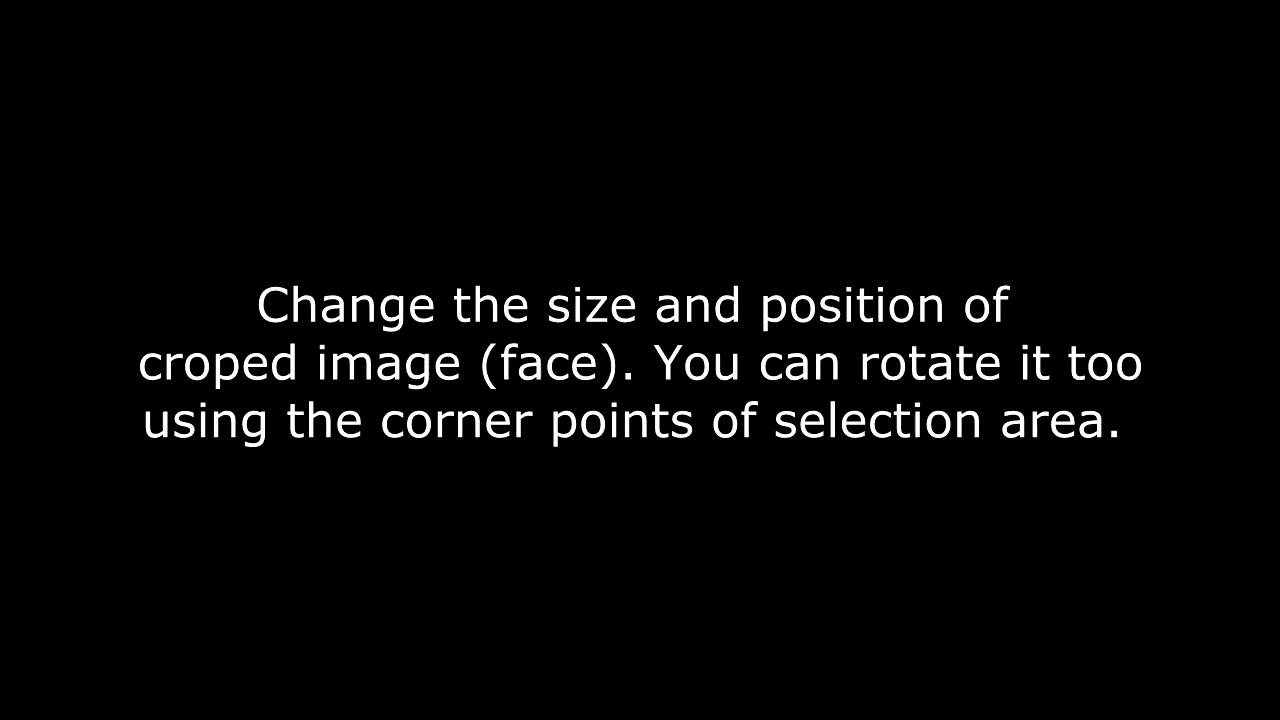 Change the size and position of
croped image (face). You can rotate it too
using the corner points of selection area.